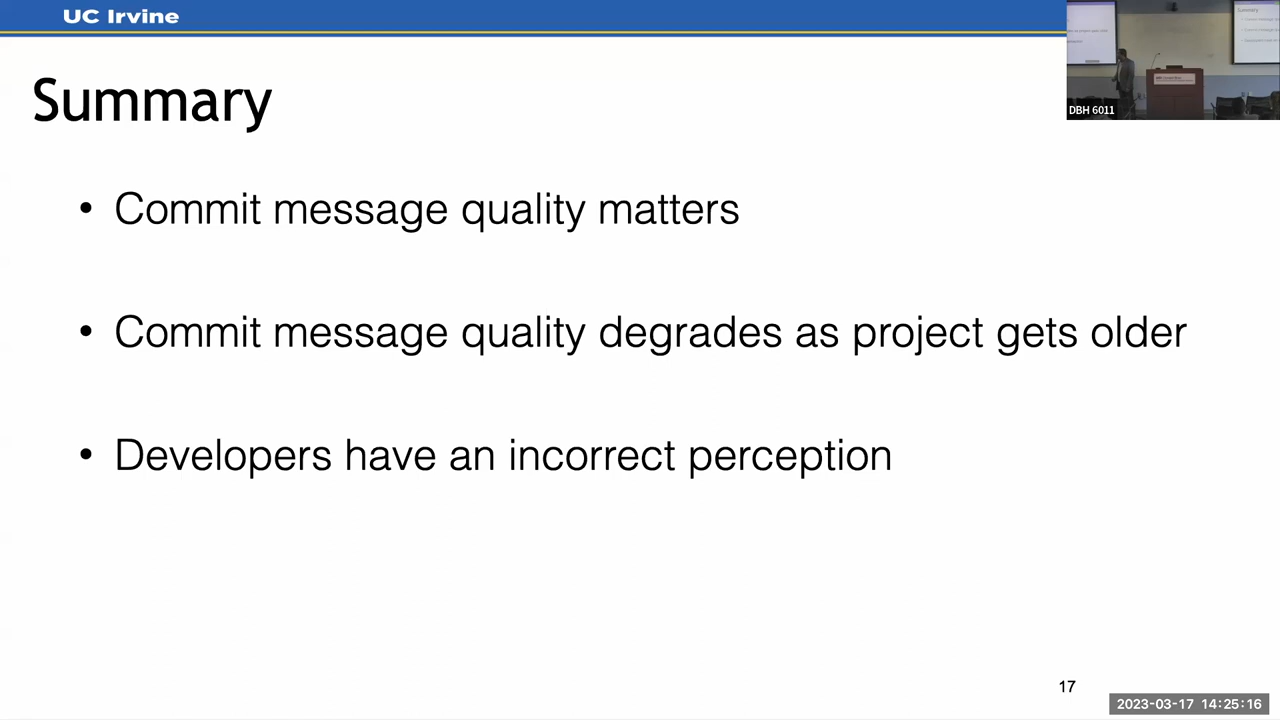 UC Irvine
Summary
• Commit message quality matters
• Commit message quality degrades as project gets older
• Developers have an incorrect perception
17
DBH 6011
2023-03-17 14:25:16